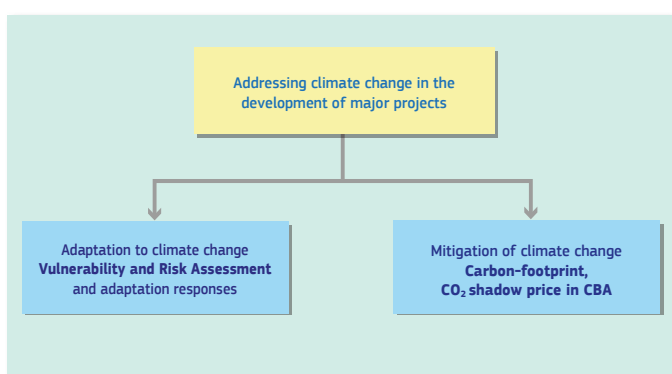 Addressing climate change in the
development of major projects
Adaptation to climate change
Vulnerability and Risk Assessment
and adaptation responses
Mitigation of climate change
Carbon-footprint,
CO₂ shadow price in CBA